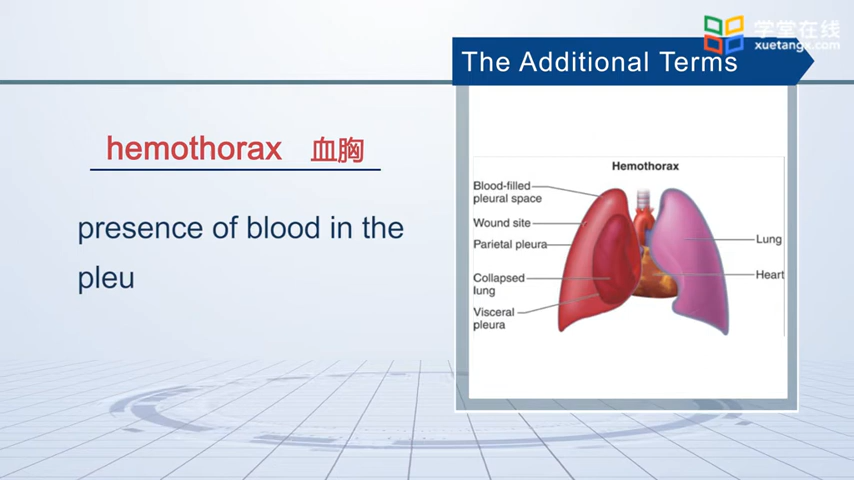 学堂在线
xuetangx.com
The Additional Terms
hemothorax 血胸
presence of blood in the
pleu
Hemothorax
Blood-filled
pleural space
Wound site
Parietal pleura
Collapsed
lung
Visceral
pleura
Lung
Heart